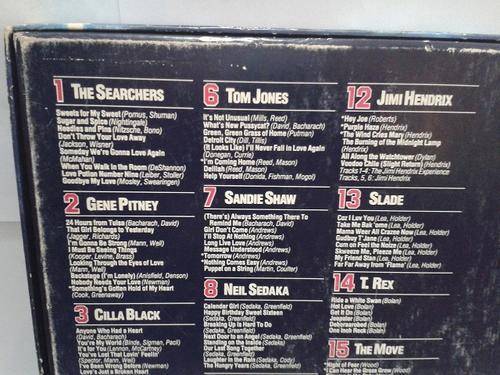 1 THE SEARCHERS
Sweets for My Sweet (Pomus, Shuman)
Sugar and Spice (Nightingale)
Needles and Pins (Nitzsche, Bono)
Don't Throw Your Love Away
(Jackson, Wisner)
Someday We're Gonna Love Again
(McMahan)
When You Walk in the Room (DeShannon)
Love Potion Number Nine (Leiber, Stoller)
Goodbye My Love (Mosley, Swearingen)
2 GENE PITNEY
24 Hours from Tulsa (Bacharach, David)
That Girl Belongs to Yesterday
(Jagger, Richards)
I'm Gonna Be Strong (Mann, Weil)
I Must Be Seeing Things
(Kooper, Levine, Brass)
Looking Through the Eyes of Love
(Mann, Weil)
Backstage (I'm Lonely) (Anisfield, Denson)
Nobody Needs Your Love (Newman)
*Something's Gotten Hold of My Heart
(Cook, Greenaway)
3 CILLA BLACK
Anyone Who Had a Heart
(David, Bacharach)
You're My World (Bindi, Sigman, Paoli)
It's for You (Lennon, McCartney)
You've Lost That Lovin' Feelin'
(Spector, Mann, Weil)
I've Been Wrong Before (Newman)
Love's Just a Broken Heart
6 TOM JONES
It's Not Unusual (Mills, Reed)
What's New Pussycat? (David, Bacharach)
Green, Green Grass of Home (Putman)
Detroit City (Dill, Tillis)
(It Looks Like) I'll Never Fall in Love Again
(Donegan, Currie)
*I'm Coming Home (Reed, Mason)
Delilah (Reed, Mason)
Help Yourself (Donida, Fishman, Mogol)
7 SANDIE SHAW
(There's) Always Something There To
Remind Me (Bacharach, David)
Girl Don't Come (Andrews)
I'll Stop At Nothing (Andrews)
Long Live Love (Andrews)
Message Understood (Andrews)
*Tomorrow (Andrews)
*Nothing Comes Easy (Andrews)
Puppet on a String (Martin, Coulter)
8 NEIL SEDAKA
Calendar Girl (Sedaka, Greenfield)
Happy Birthday Sweet Sixteen
(Sedaka, Greenfield)
Breaking Up Is Hard To Do
(Sedaka, Greenfield)
Next Door to an Angel (Sedaka, Greenfield)
Standing on the Inside (Sedaka)
Our Last Song Together
(Sedaka, Greenfield)
Laughter in the Rain (Sedaka, Cody)
The Hungry Years (Sedaka, Greenfield)
12 JIMI HENDRIX
*Hey Joe (Roberts)
*Purple Haze (Hendrix)
*The Wind Cries Mary (Hendrix)
The Burning of the Midnight Lamp
(Hendrix)
All Along the Watchtower (Dylan)
Voodoo Chile (Slight Return) (Hendrix)
Tracks 1-4: The Jimi Hendrix Experience
Tracks, 5, 6: Jimi Hendrix
13 SLADE
Coz I Luv You (Lea, Holder)
Take Me Bak 'ome (Lea, Holder)
Mama Weer All Crazee Now (Lea, Holder)
Gudbuy T'Jane (Lea, Holder)
Cum on Feel the Noize (Lea, Holder)
Skweeze Me, Pleeze Me (Lea, Holder)
My Friend Stan (Lea, Holder)
Far Far Away from 'Flame' (Lea, Holder)
14 T. REX
Ride a White Swan (Bolan)
Hot Love (Bolan)
Get It On (Bolan)
Jeepster (Bolan)
Deboraarobed (Bolan)
One Inch Rock (Bolan)
15 THE MOVE
*Night of Fear (Wood)
*I Can Hear the Grass Grow (Wood)